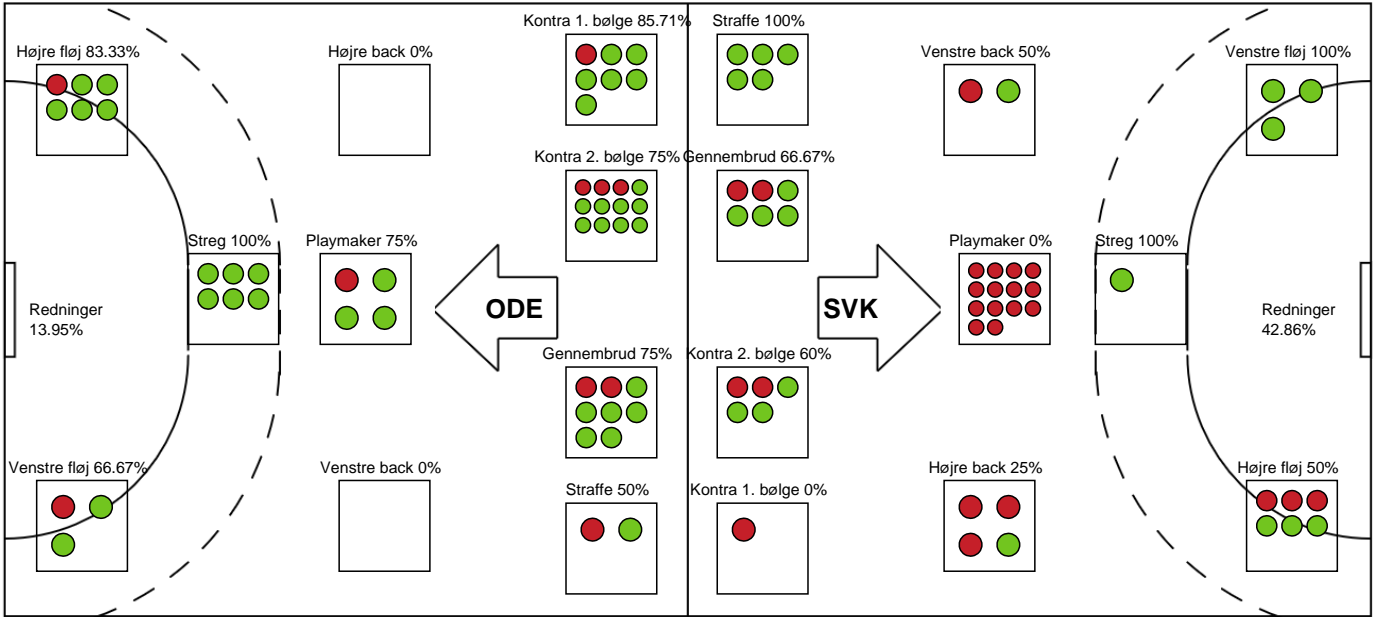 Kontra 1. bølge 85.71%
Straffe 100%
Højre fløj 83.33%
Højre back 0%
Venstre back 50%
Venstre fløj 100%
Kontra 2. bølge 75%
Gennembrud 66.67%
Streg 100%
Playmaker 75%
Playmaker 0%
Streg 100%
Redninger
13.95%
ODE
SVK
Redninger
42.86%
Gennembrud 75%
Kontra 2. bølge 60%
Venstre fløj 66.67%
Venstre back 0%
Straffe 50%
Kontra 1. bølge 0%
Højre back 25%
Højre fløj 50%